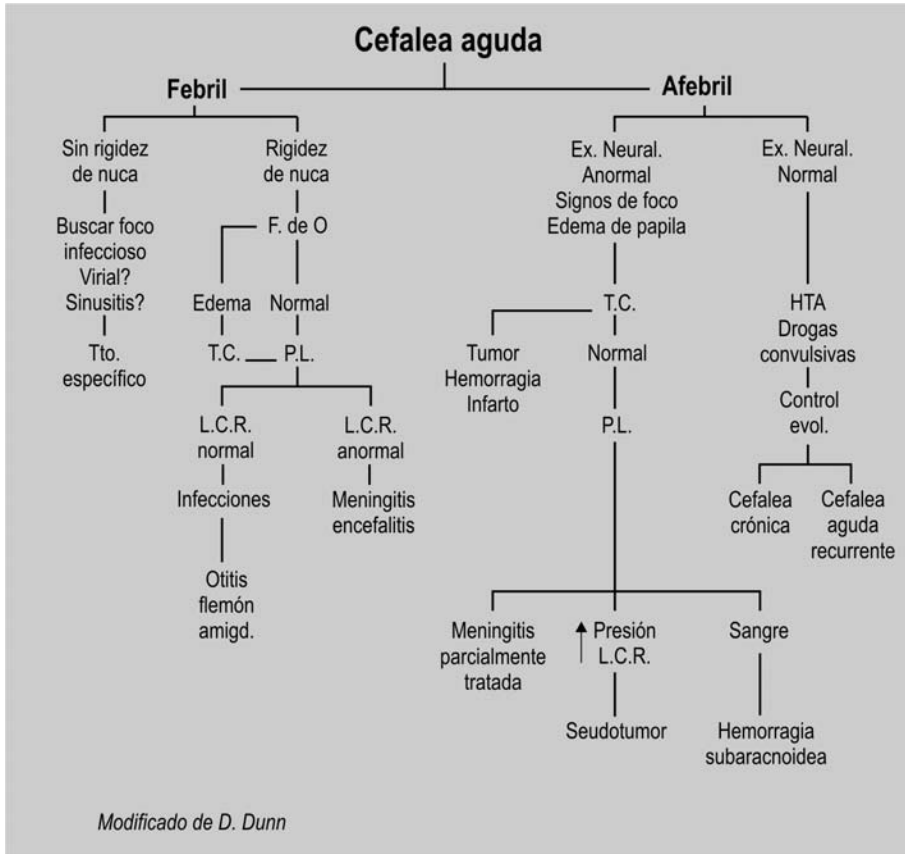 Cefalea aguda
Febril
Afebril
Sin rigidez
de nuca
Rigidez
de nuca
Ex. Neural.
Anormal
Signos de foco
Edema de papila
Ex. Neural.
Normal
Buscar foco
infeccioso
Virial?
Sinusitis?
F. de O
Edema
Normal
T.C.
HTA
Drogas
convulsivas
Tto.
específico
T.C.
P.L.
Tumor
Hemorragia
Infarto
Normal
Control
evol.
L.C.R.
normal
L.C.R.
anormal
P.L.
Infecciones
Meningitis
encefalitis
Cefalea
crónica
Cefalea
aguda
recurrente
Otitis
flemón
amigd.
Meningitis
parcialmente
tratada
Presión
L.C.R.
Sangre
Seudotumor
Hemorragia
subaracnoidea
Modificado de D. Dunn